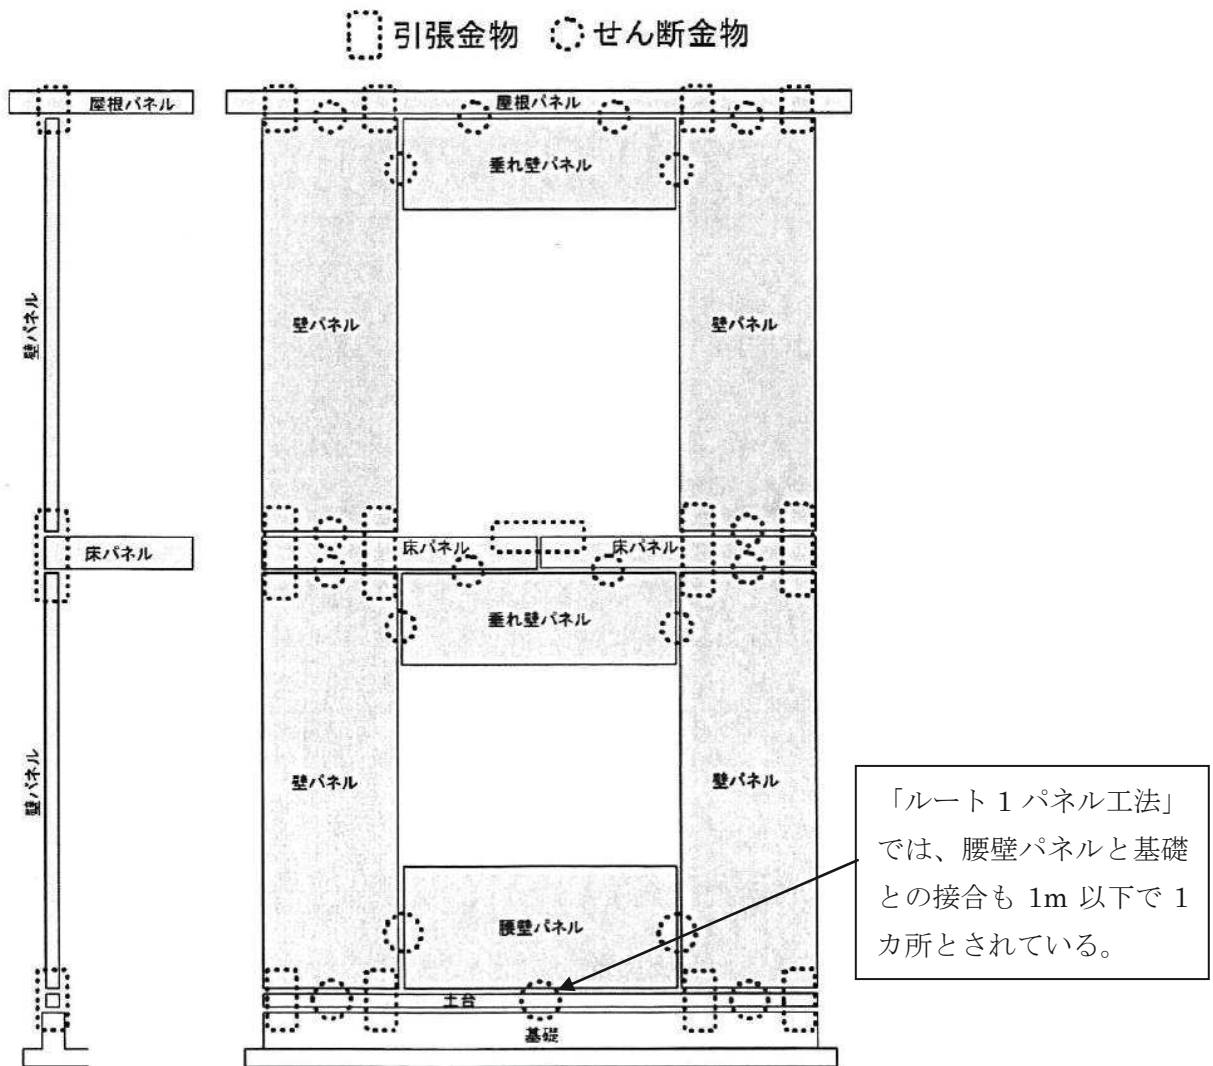 引張金物 せん断金物
屋根パネル 屋根パネル
垂れ壁パネル
壁パネル 壁パネル 壁パネル
床パネル 床パネル 床パネル
垂れ壁パネル
壁パネル 壁パネル 壁パネル
「ルート 1 パネル工法」
では、腰壁パネルと基礎
との接合も 1m 以下で 1
カ所とされている。
腰壁パネル
土台
基礎